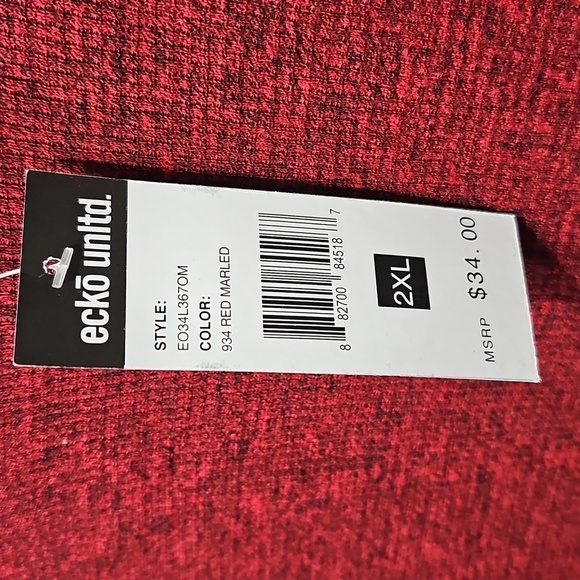 eckō unltd.
STYLE:
EO34L367OM
COLOR:
934 RED MARLED
8 82700 84518 7
2XL
MSRP $34.00